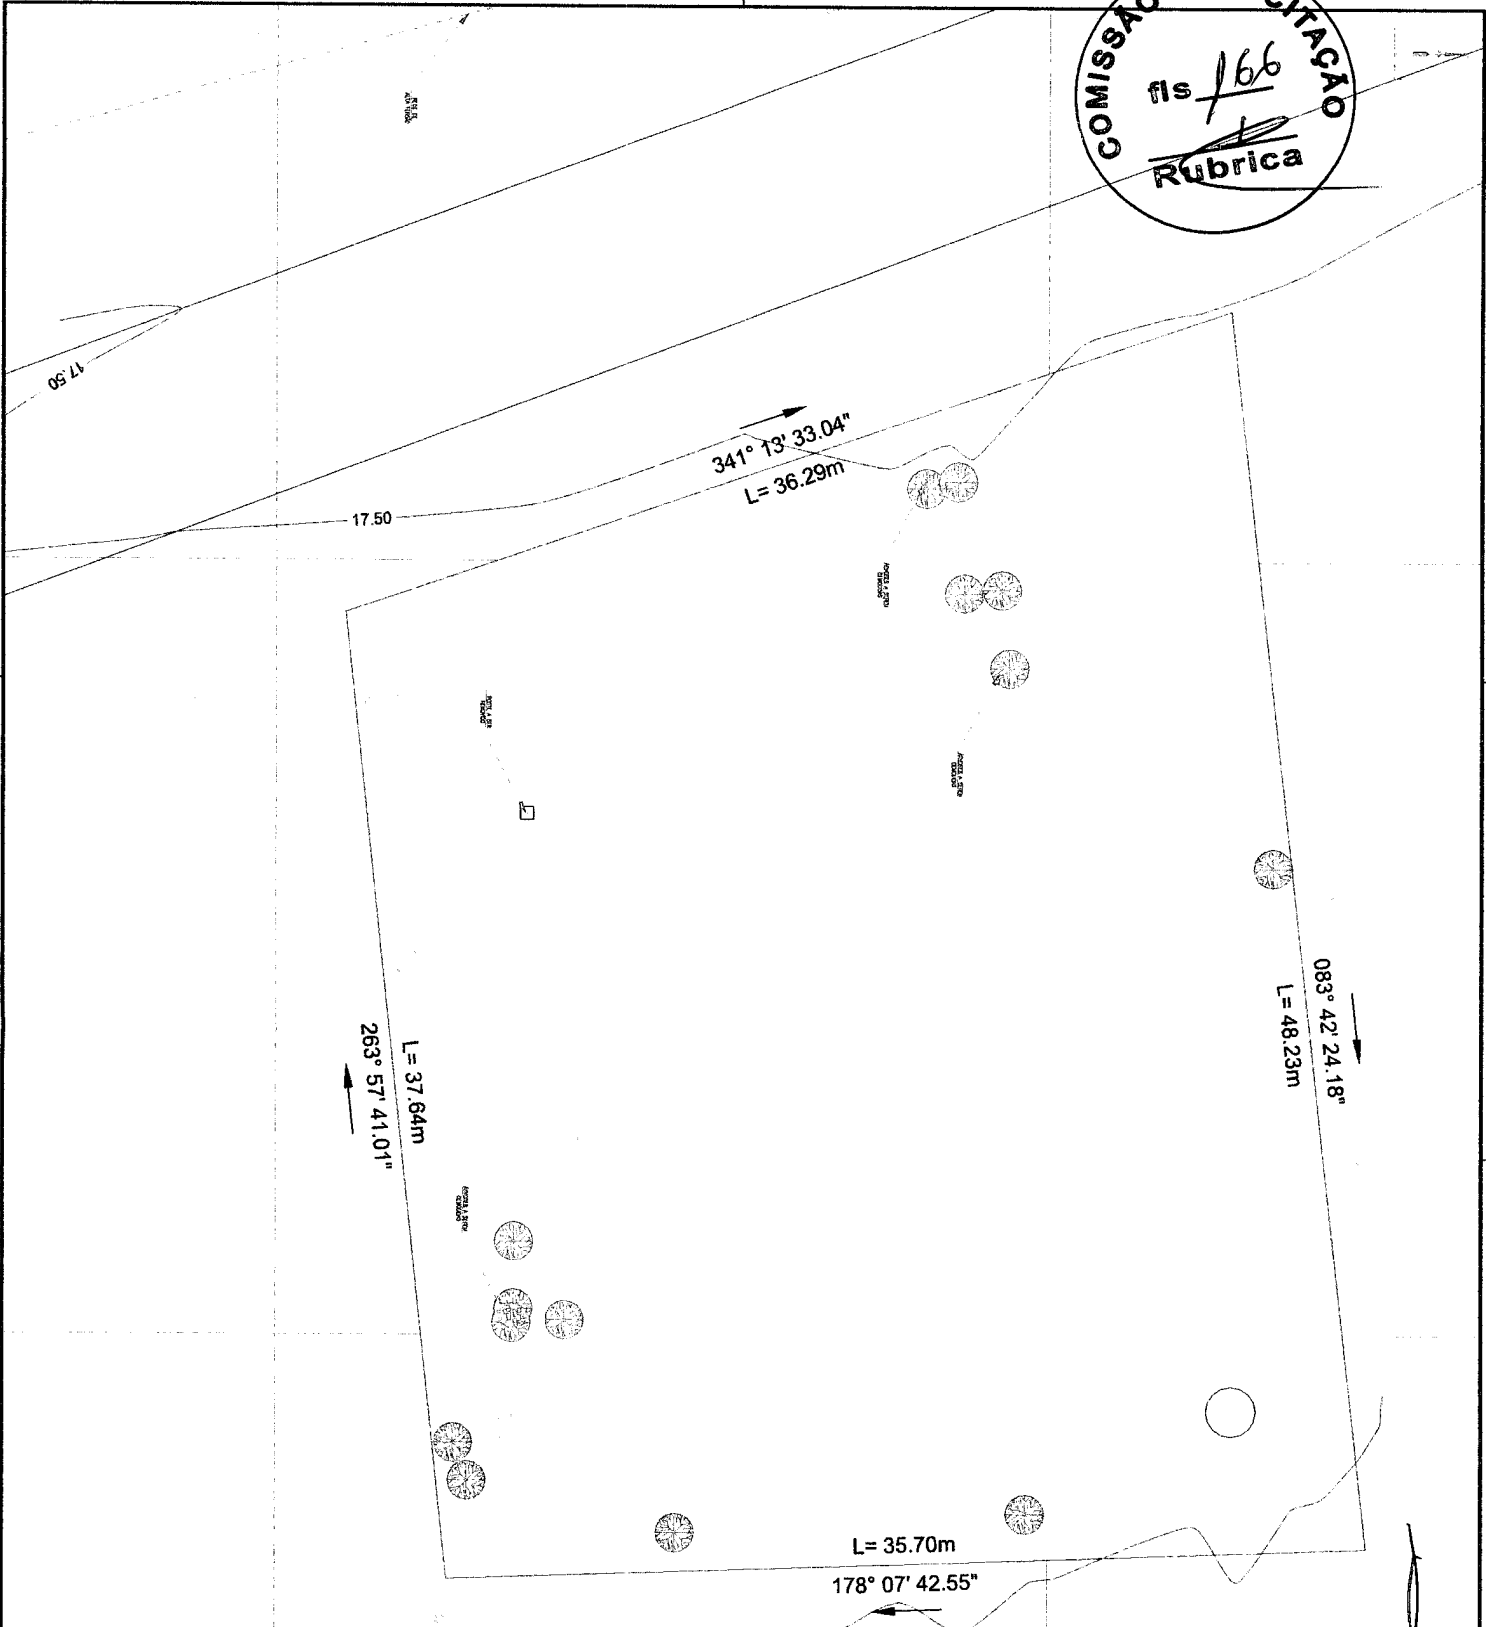 COMISSÃO
CITAÇÃO
fls 166
Rubrica
17.50
341° 13' 33.04"
L= 36.29m
17.50
083° 42' 24.18"
L= 48.23m
L= 37.64m
263° 57' 41.01"
L= 35.70m
178° 07' 42.55"